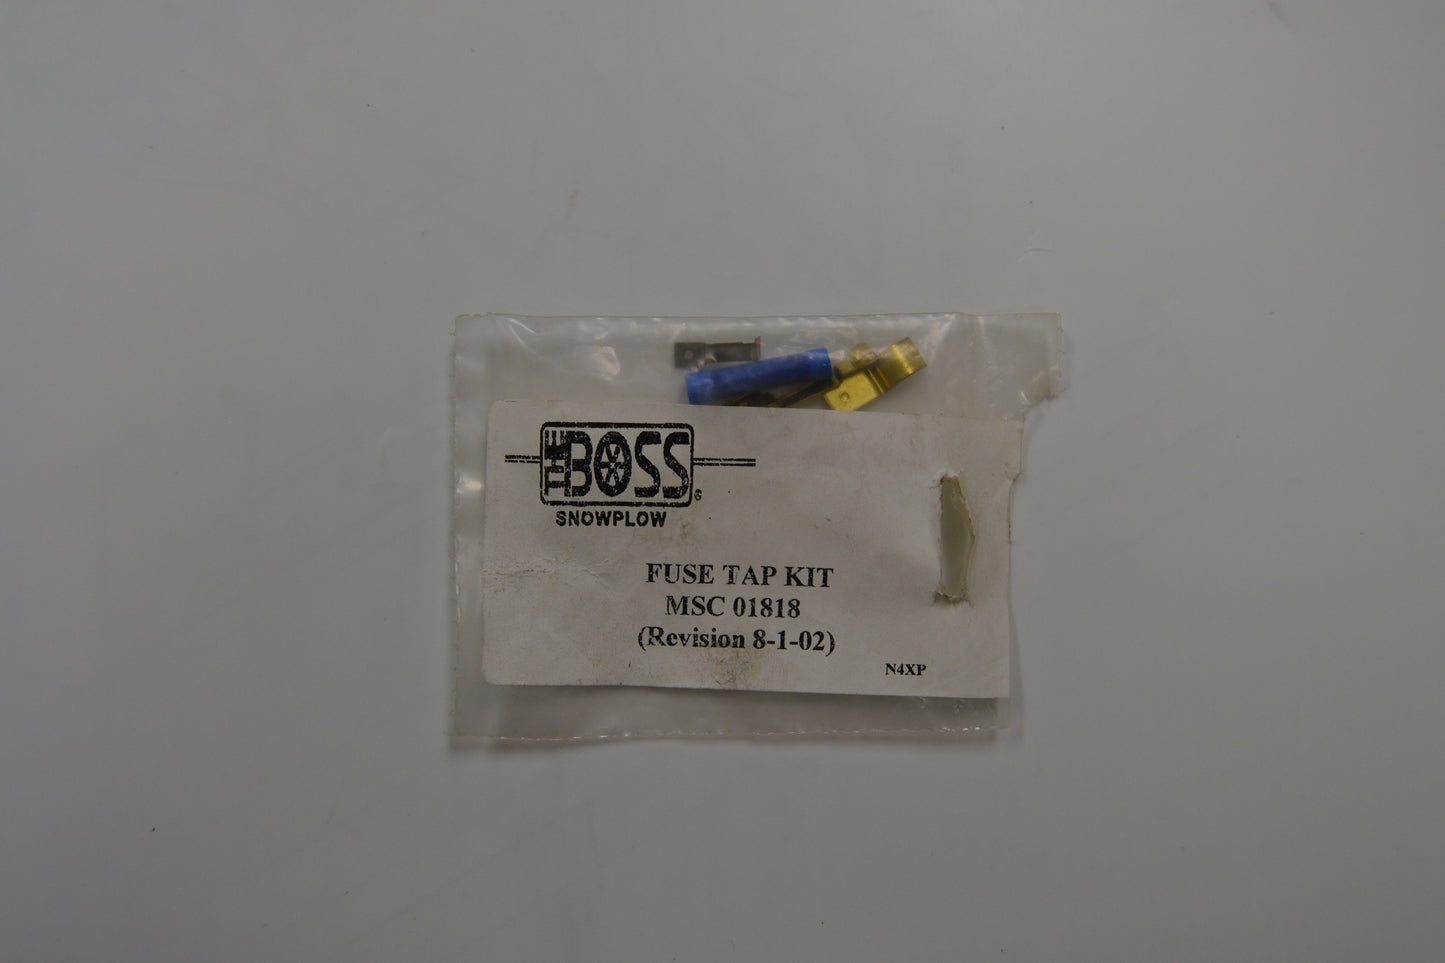 THE BOSS®
SNOWPLOW
FUSE TAP KIT
MSC 01818
(Revision 8-1-02)
N4XP